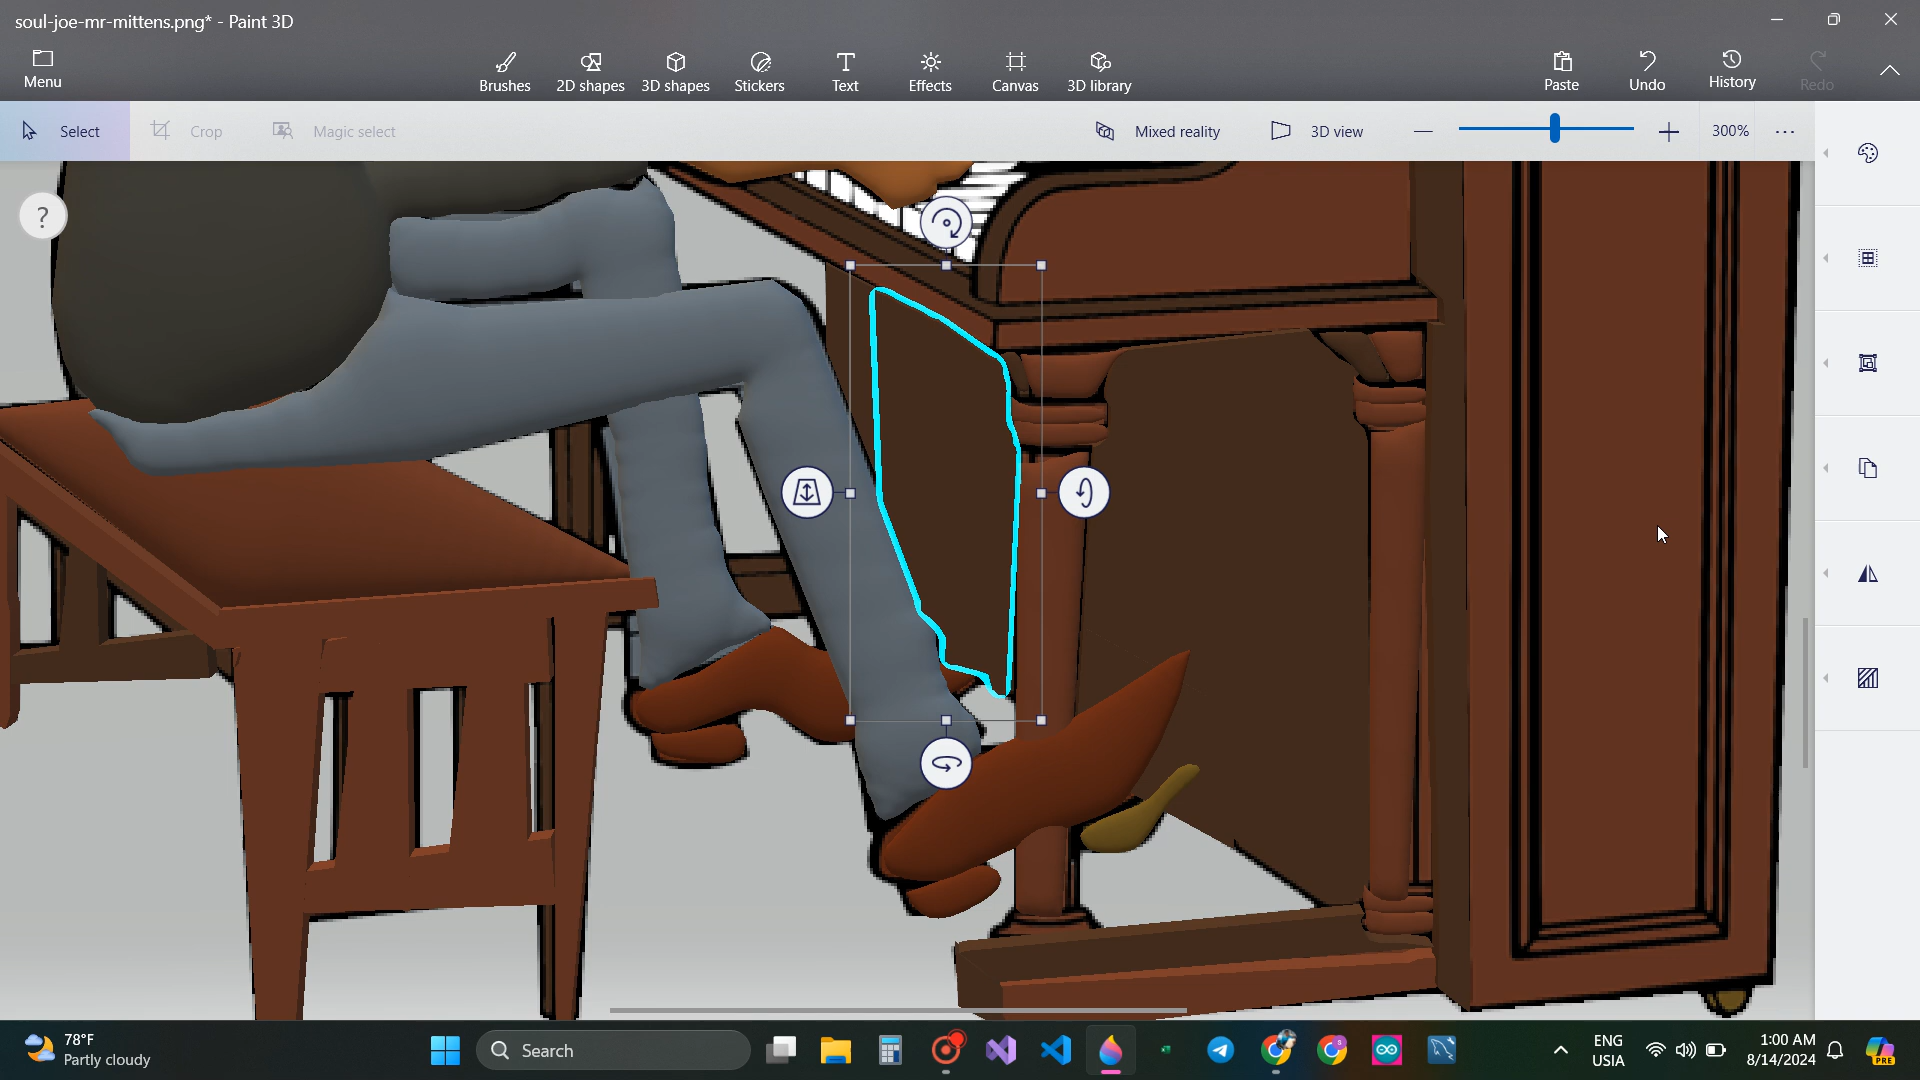 soul-joe-mr-mittens.png* - Paint 3D
Menu
Brushes
2D shapes
3D shapes
Stickers
Text
Effects
Canvas
3D library
Paste
Undo
History
Redo
Select
Crop
Magic select
Mixed reality
3D view
300%
?
78°F
Partly cloudy
Search
ENG
USIA
1:00 AM
8/14/2024
PRE